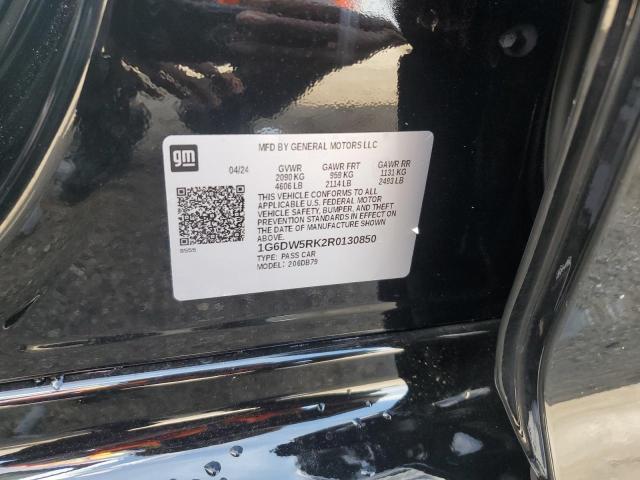 gm
MFD BY GENERAL MOTORS LLC
04/24 GVWR GAWR FRT GAWR RR
2090 KG 959 KG 1131 KG
4606 LB 2114 LB 2493 LB
THIS VEHICLE CONFORMS TO ALL
APPLICABLE U.S. FEDERAL MOTOR
VEHICLE SAFETY, BUMPER, AND THEFT
PREVENTION STANDARDS IN EFFECT ON
THE DATE OF MANUFACTURE SHOWN
ABOVE.
1G6DW5RK2R0130850
TYPE: PASS CAR
MODEL: 206DB79